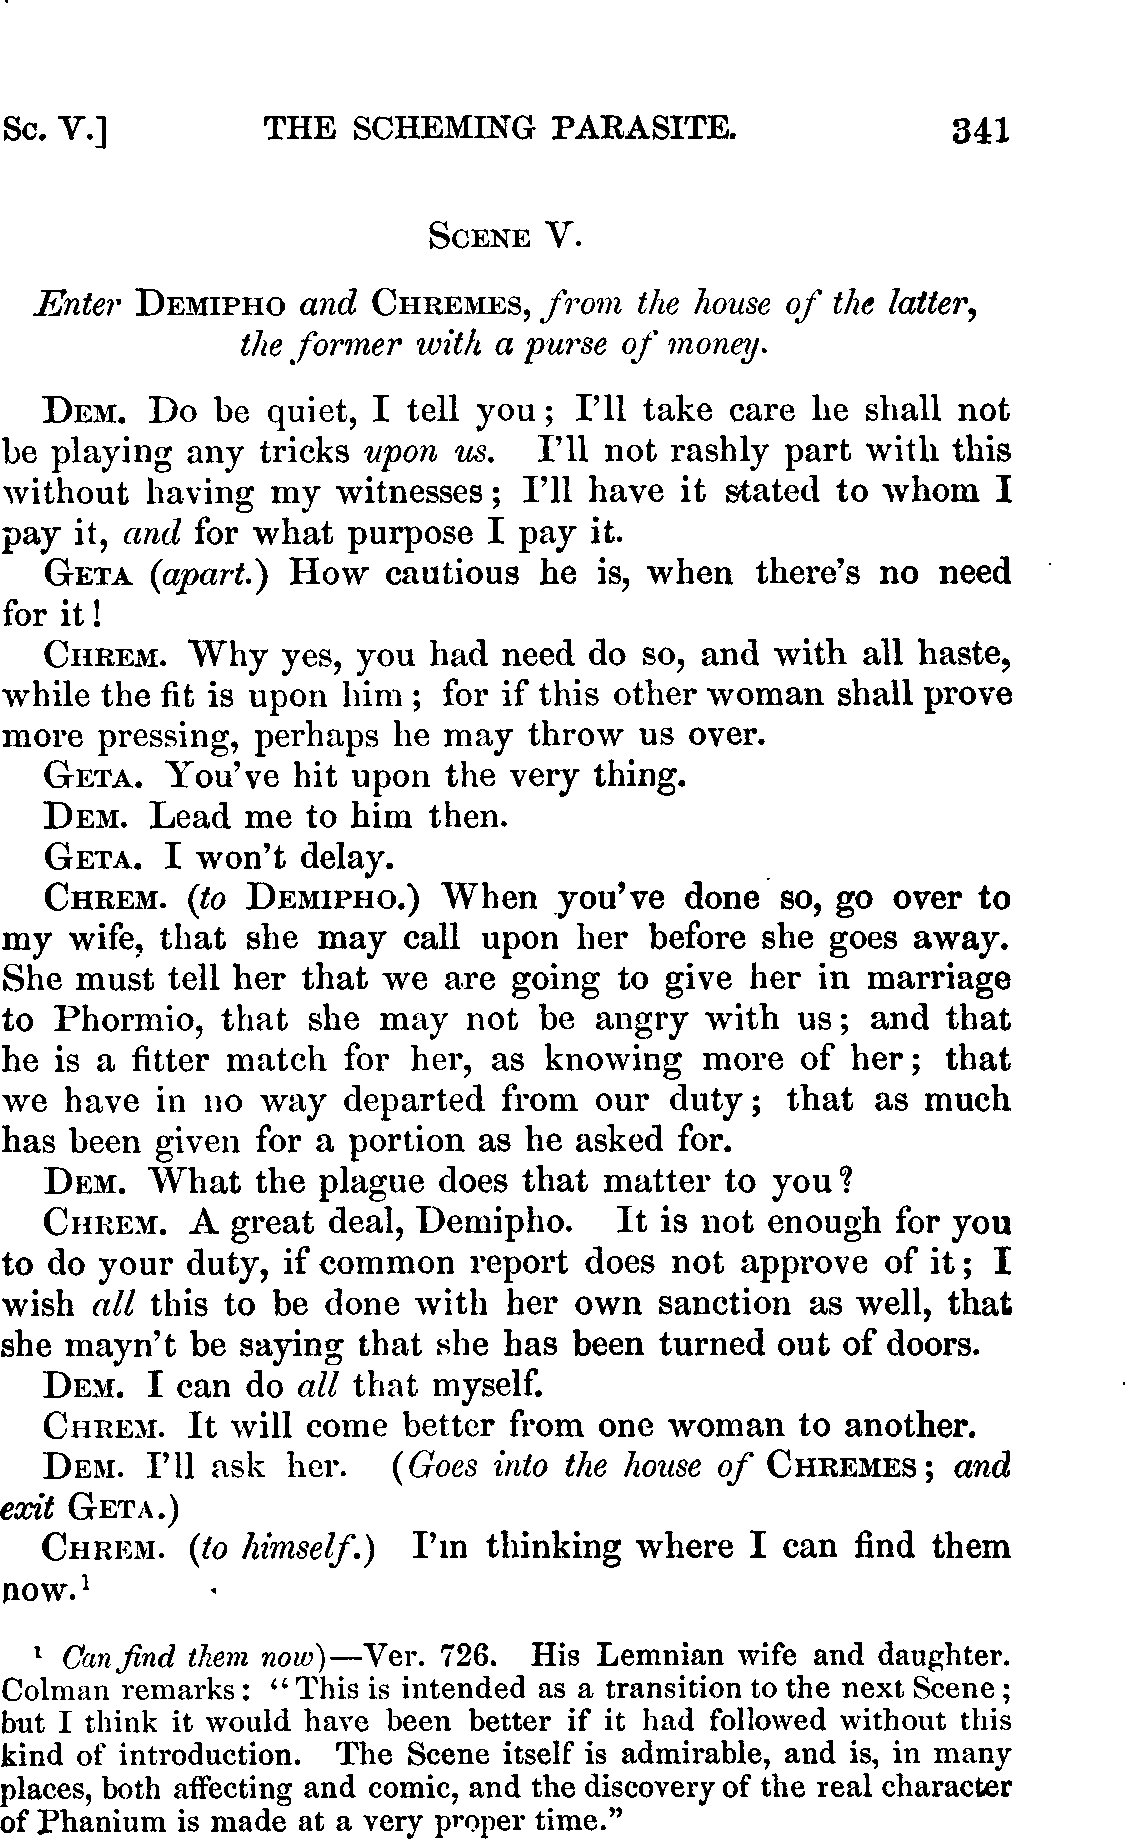 Sc. V.] THE SCHEMING PARASITE. 341
SCENE V.
Enter DEMIPHO and CHREMES, from the house of the latter,
the former with a purse of money.
DEM. Do be quiet, I tell you; I'll take care he shall not
be playing any tricks upon us. I'll not rashly part with this
without having my witnesses; I'll have it stated to whom I
pay it, and for what purpose I pay it.
GETA (apart.) How cautious he is, when there's no need
for it!
CHREM. Why yes, you had need do so, and with all haste,
while the fit is upon him; for if this other woman shall prove
more pressing, perhaps he may throw us over.
GETA. You've hit upon the very thing.
DEM. Lead me to him then.
GETA. I won't delay.
CHREM. (to DEMIPHO.) When you've done so, go over to
my wife, that she may call upon her before she goes away.
She must tell her that we are going to give her in marriage
to Phormio, that she may not be angry with us; and that
he is a fitter match for her, as knowing more of her; that
we have in no way departed from our duty; that as much
has been given for a portion as he asked for.
DEM. What the plague does that matter to you?
CHREM. A great deal, Demipho. It is not enough for you
to do your duty, if common report does not approve of it; I
wish all this to be done with her own sanction as well, that
she mayn't be saying that she has been turned out of doors.
DEM. I can do all that myself.
CHREM. It will come better from one woman to another.
DEM. I'll ask her. (Goes into the house of CHREMES; and
exit GETA.)
CHREM. (to himself.) I'm thinking where I can find them
now.¹
¹ Can find them now)—Ver. 726. His Lemnian wife and daughter.
Colman remarks: "This is intended as a transition to the next Scene;
but I think it would have been better if it had followed without this
kind of introduction. The Scene itself is admirable, and is, in many
places, both affecting and comic, and the discovery of the real character
of Phanium is made at a very proper time."